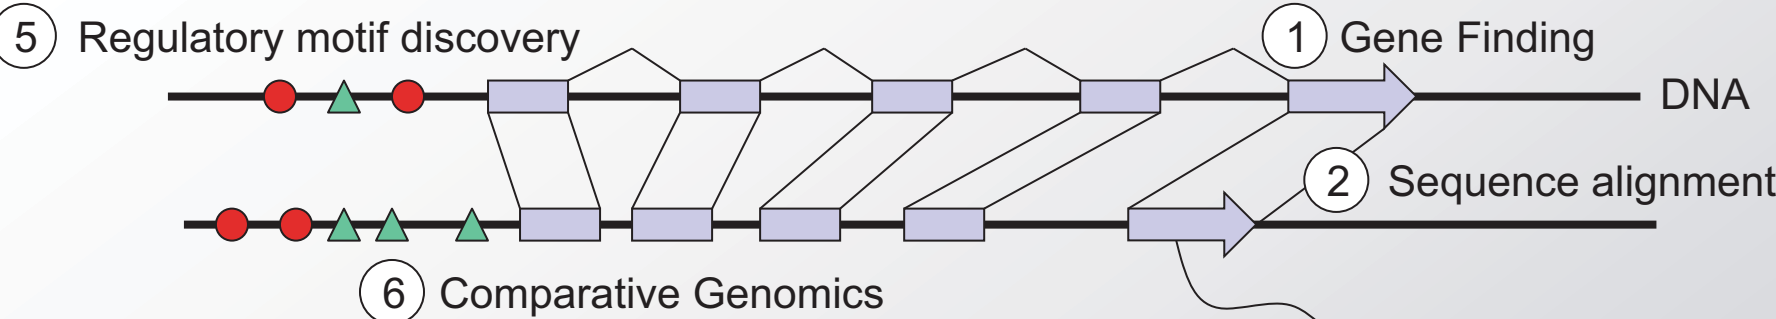 5 Regulatory motif discovery
1 Gene Finding
DNA
2 Sequence alignment
6 Comparative Genomics